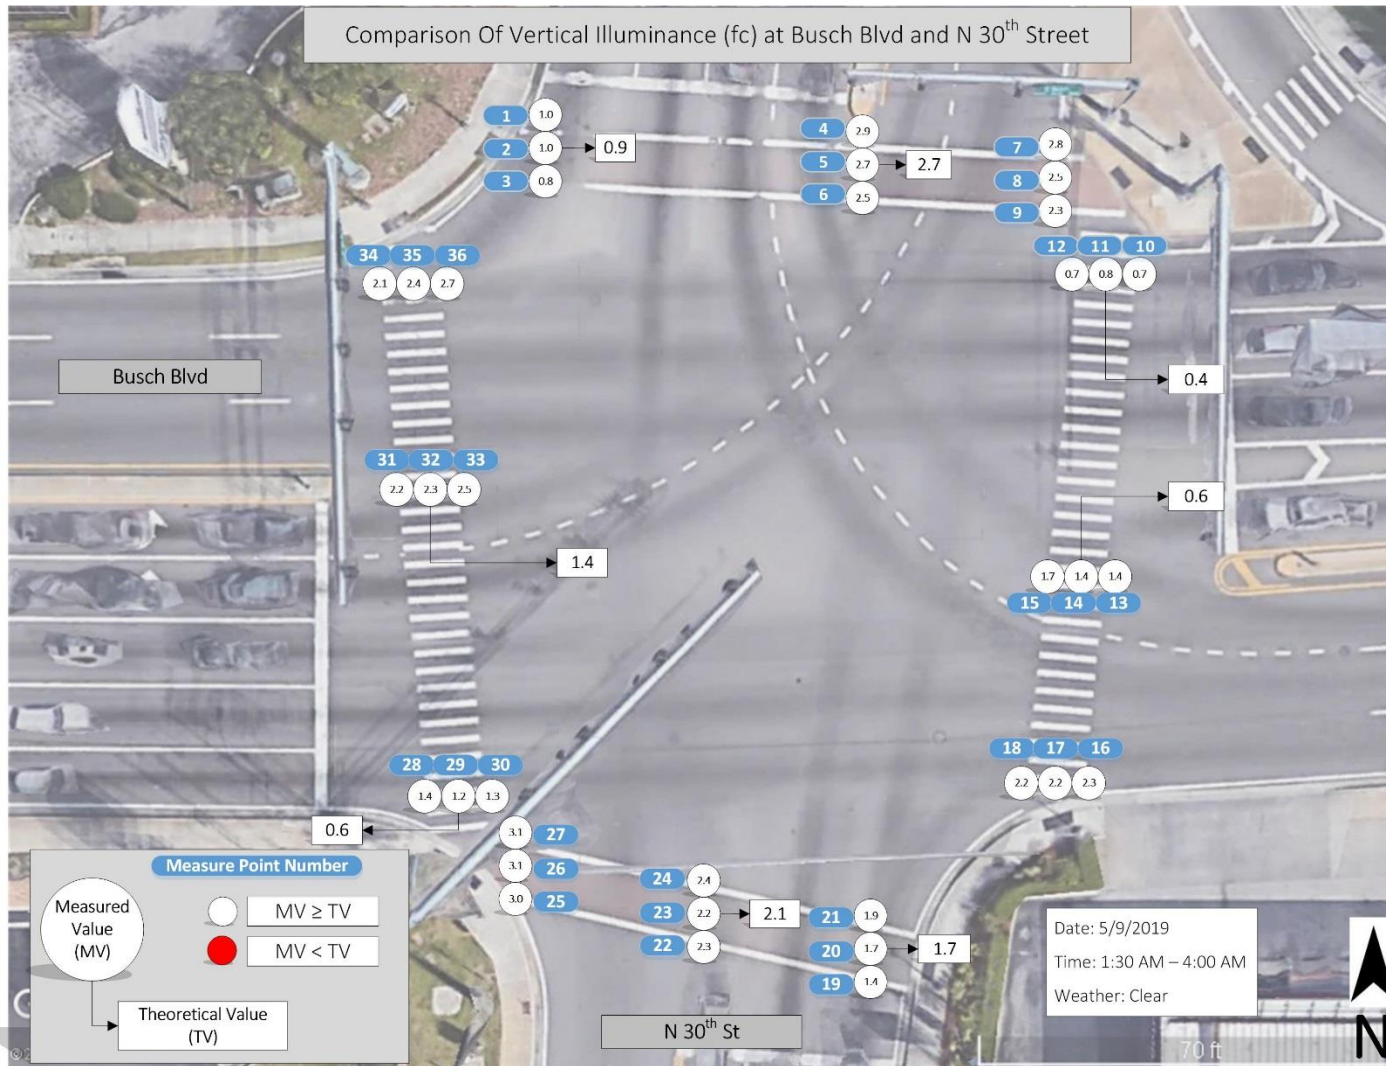 Comparison Of Vertical Illuminance (fc) at Busch Blvd and N 30th Street
1 1.0
2 1.0 0.9
3 0.8
4 2.9
5 2.7 2.7
6 2.5
7 2.8
8 2.5
9 2.3
34 35 36
2.1 2.4 2.7
12 11 10
0.7 0.8 0.7
0.4
Busch Blvd
31 32 33
2.2 2.3 2.5
1.4
0.6
1.7 1.4 1.4
15 14 13
28 29 30
1.4 1.2 1.3
0.6
18 17 16
2.2 2.2 2.3
3.1 27
3.1 26
3.0 25
24 2.4
23 2.2 2.1
22 2.3
21 1.9
20 1.7 1.7
19 1.4
Measure Point Number
Measured
Value
(MV)
MV ≥ TV
MV < TV
Theoretical Value
(TV)
N 30th St
Date: 5/9/2019
Time: 1:30 AM – 4:00 AM
Weather: Clear
N
70 ft